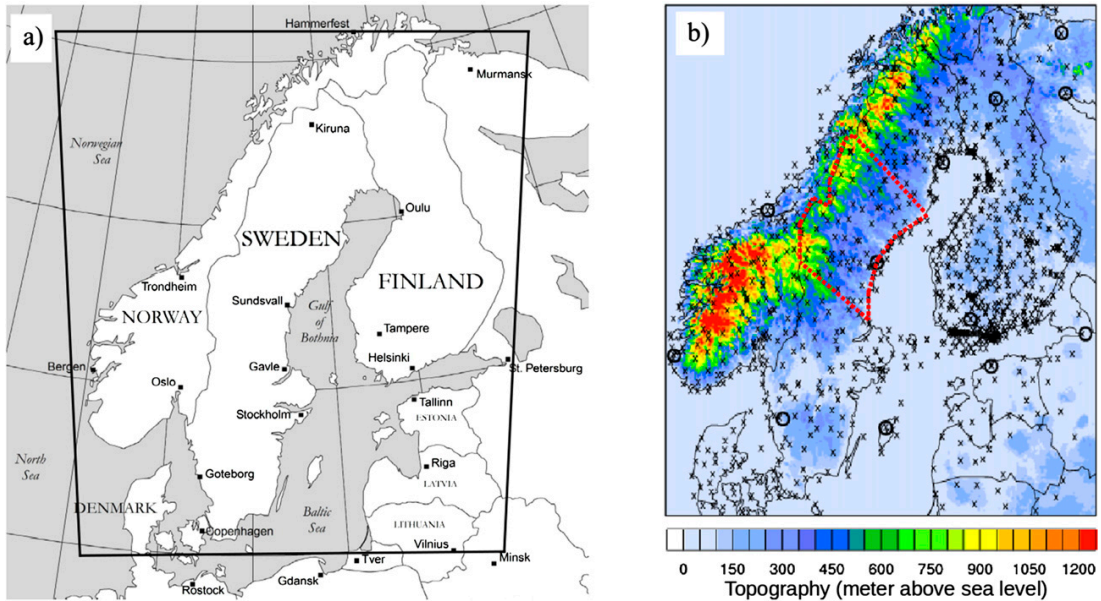 a)
Hammerfest
Murmansk
Kiruna
Norwegian
Sea
Oulu
SWEDEN
FINLAND
Trondheim
Sundsvall
Gulf
of
Bothnia
NORWAY
Tampere
Bergen
Gavle
Helsinki
St. Petersburg
Oslo
Stockholm
Tallinn
ESTONIA
North
Sea
Goteborg
Riga
LATVIA
DENMARK
Baltic
Sea
LITHUANIA
Copenhagen
Vilnius
Minsk
Tver
Gdansk
Rostock
b)
0 150 300 450 600 750 900 1050 1200
Topography (meter above sea level)